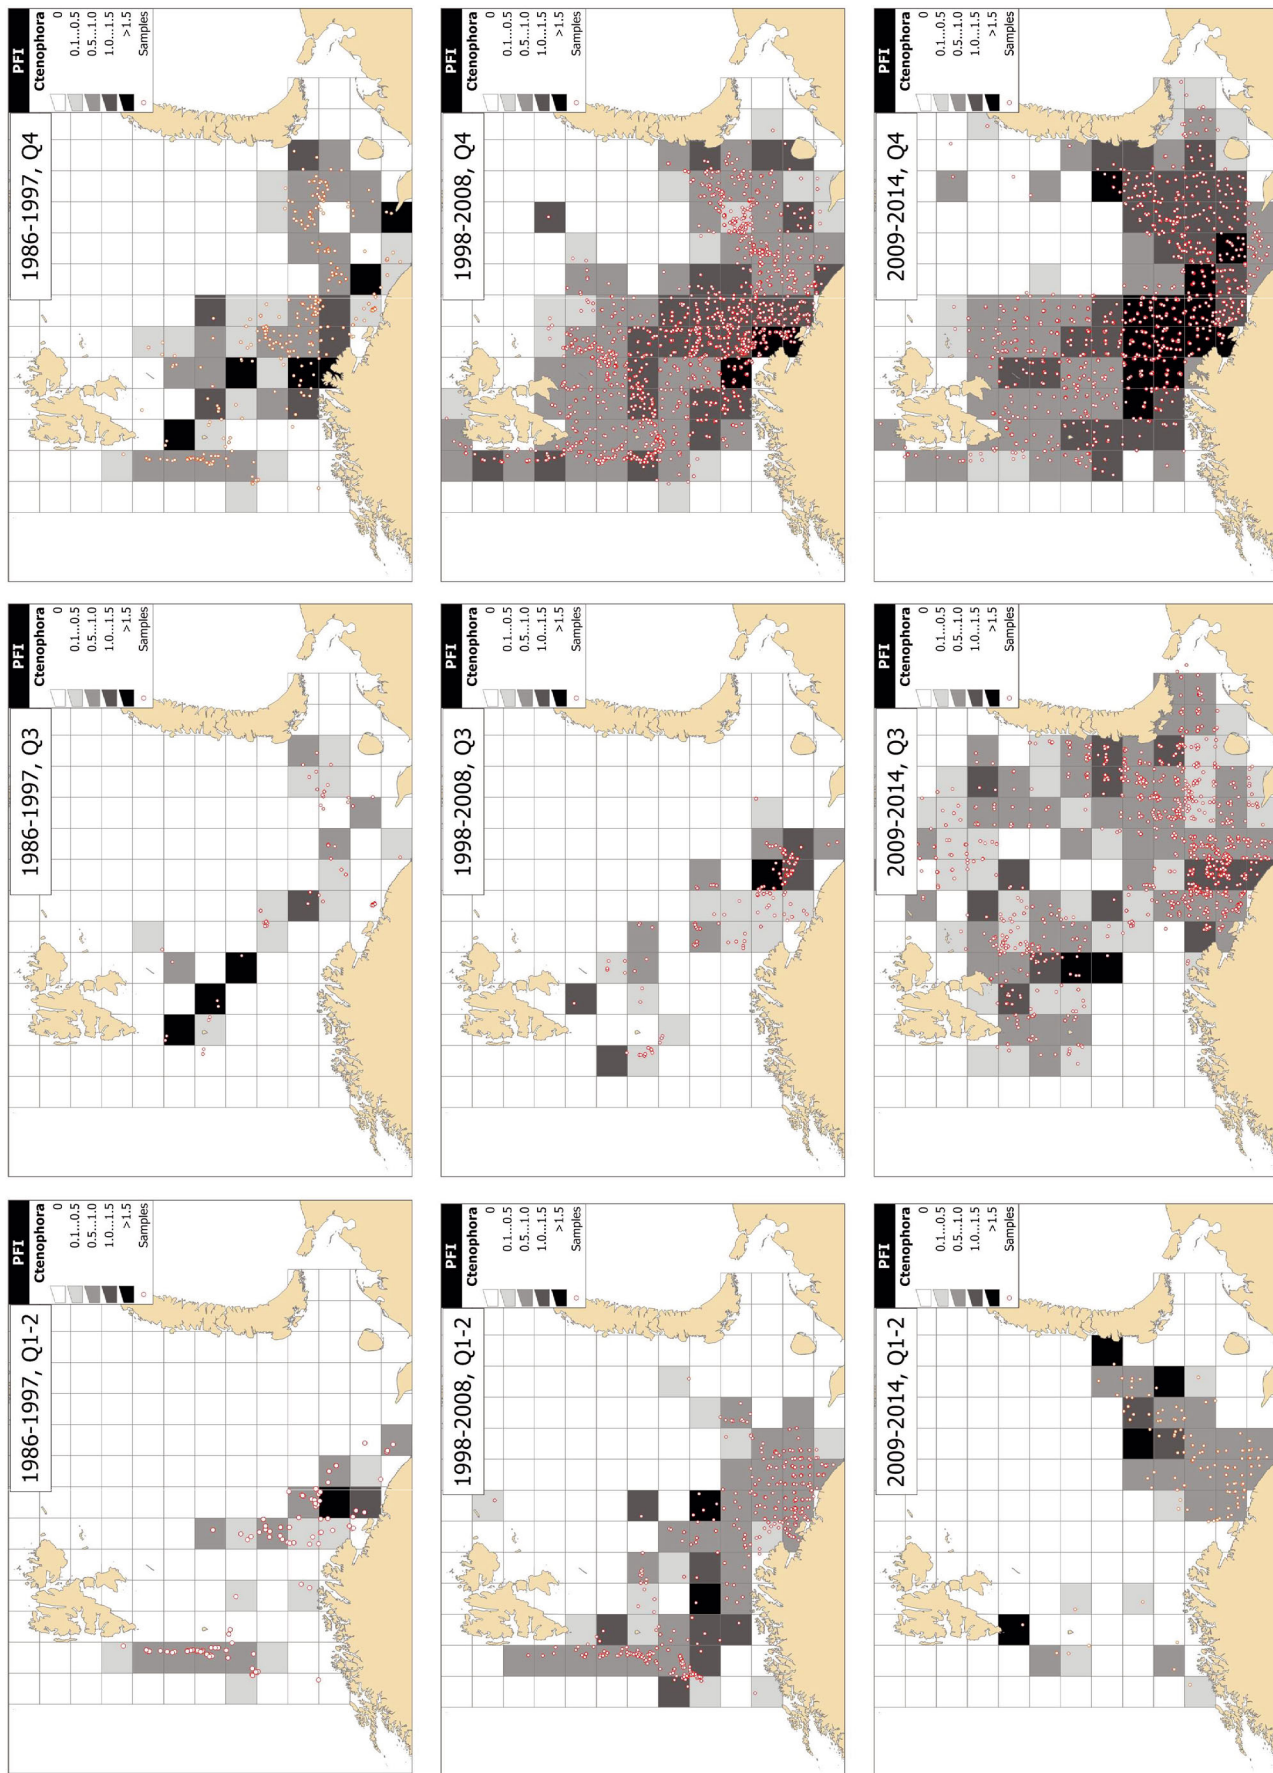 1986-1997, Q4
PFI
Ctenophora
0
0.1...0.5
0.5...1.0
1.0...1.5
>1.5
Samples
1998-2008, Q4
PFI
Ctenophora
0
0.1...0.5
0.5...1.0
1.0...1.5
>1.5
Samples
2009-2014, Q4
PFI
Ctenophora
0
0.1...0.5
0.5...1.0
1.0...1.5
>1.5
Samples
1986-1997, Q3
PFI
Ctenophora
0
0.1...0.5
0.5...1.0
1.0...1.5
>1.5
Samples
1998-2008, Q3
PFI
Ctenophora
0
0.1...0.5
0.5...1.0
1.0...1.5
>1.5
Samples
2009-2014, Q3
PFI
Ctenophora
0
0.1...0.5
0.5...1.0
1.0...1.5
>1.5
Samples
1986-1997, Q1-2
PFI
Ctenophora
0
0.1...0.5
0.5...1.0
1.0...1.5
>1.5
Samples
1998-2008, Q1-2
PFI
Ctenophora
0
0.1...0.5
0.5...1.0
1.0...1.5
>1.5
Samples
2009-2014, Q1-2
PFI
Ctenophora
0
0.1...0.5
0.5...1.0
1.0...1.5
>1.5
Samples